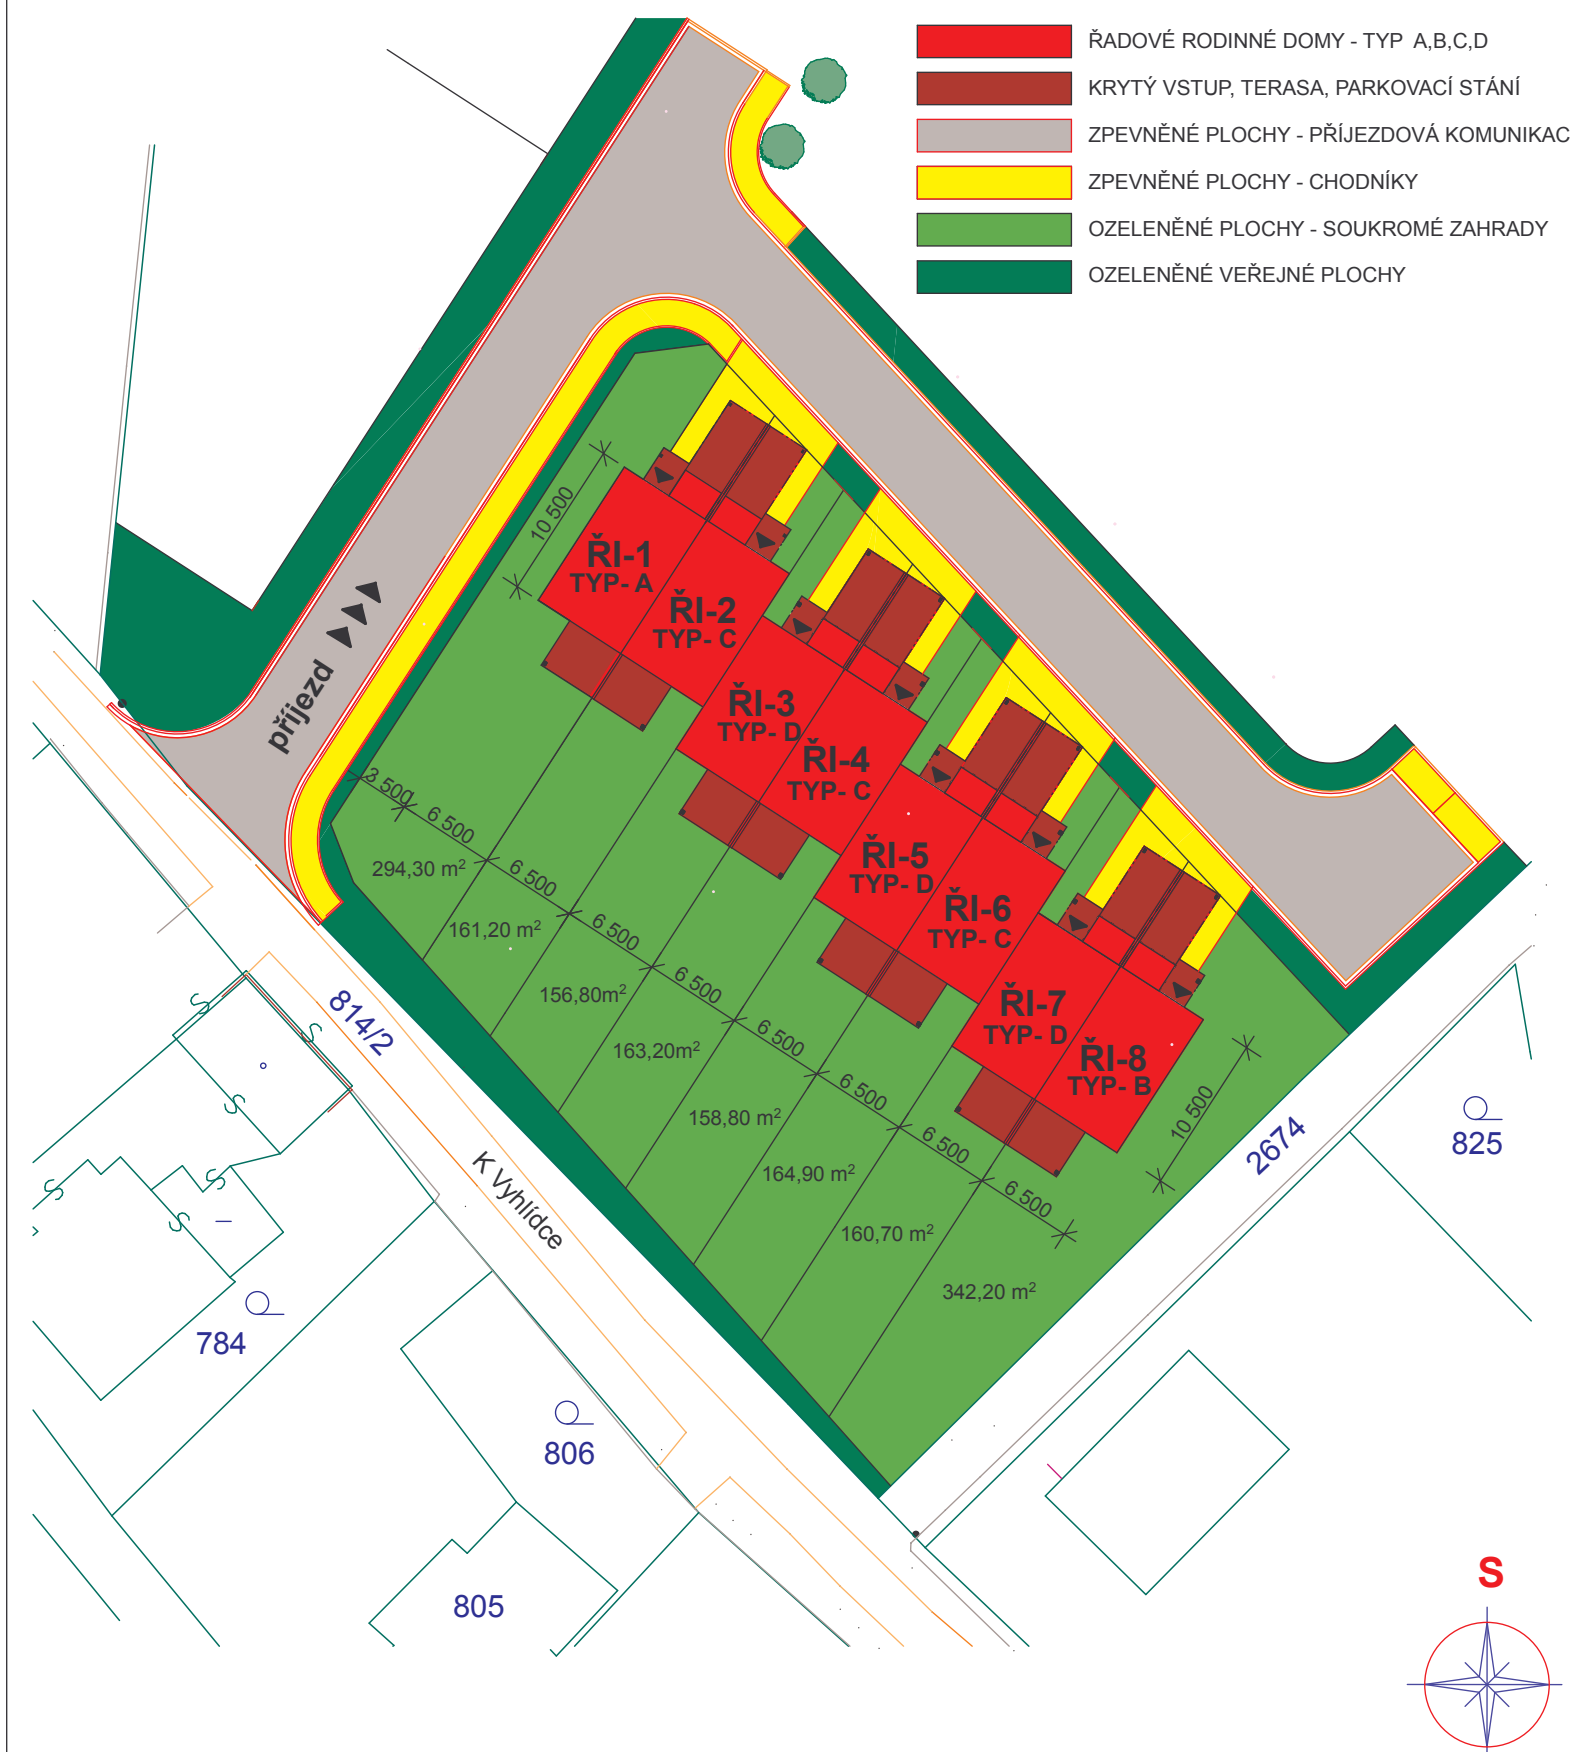 ŘADOVÉ RODINNÉ DOMY - TYP A,B,C,D
KRYTÝ VSTUP, TERASA, PARKOVACÍ STÁNÍ
ZPEVNĚNÉ PLOCHY - PŘÍJEZDOVÁ KOMUNIKAC
ZPEVNĚNÉ PLOCHY - CHODNÍKY
OZELENĚNÉ PLOCHY - SOUKROMÉ ZAHRADY
OZELENĚNÉ VEŘEJNÉ PLOCHY
10 500
ŘI-1
TYP- A
ŘI-2
TYP- C
ŘI-3
TYP- D
ŘI-4
TYP- C
ŘI-5
TYP- D
ŘI-6
TYP- C
ŘI-7
TYP- D
ŘI-8
TYP- B
10 500
příjezd
3 500
6 500
6 500
6 500
6 500
6 500
6 500
6 500
6 500
294,30 m²
161,20 m²
156,80m²
163,20m²
158,80 m²
164,90 m²
160,70 m²
342,20 m²
814/2
K Vyhlídce
2674
825
784
806
805
S